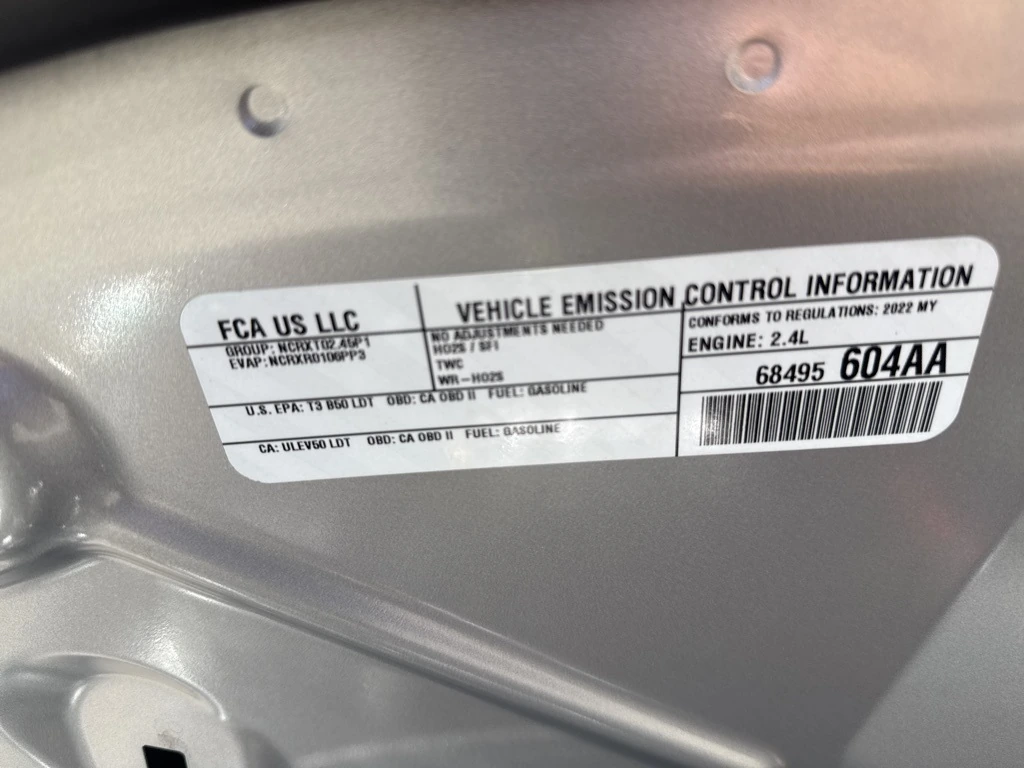 FCA US LLC
GROUP: NCRXT02.45P1
EVAP: NCRXR0106PP3
VEHICLE EMISSION CONTROL INFORMATION
NO ADJUSTMENTS NEEDED
HO2S / SFI
TWC
WR-HO2S
CONFORMS TO REGULATIONS: 2022 MY
ENGINE: 2.4L
68495 604AA
U.S. EPA: T3 B50 LDT OBD: CA OBD II FUEL: GASOLINE
CA: ULEV50 LDT OBD: CA OBD II FUEL: GASOLINE